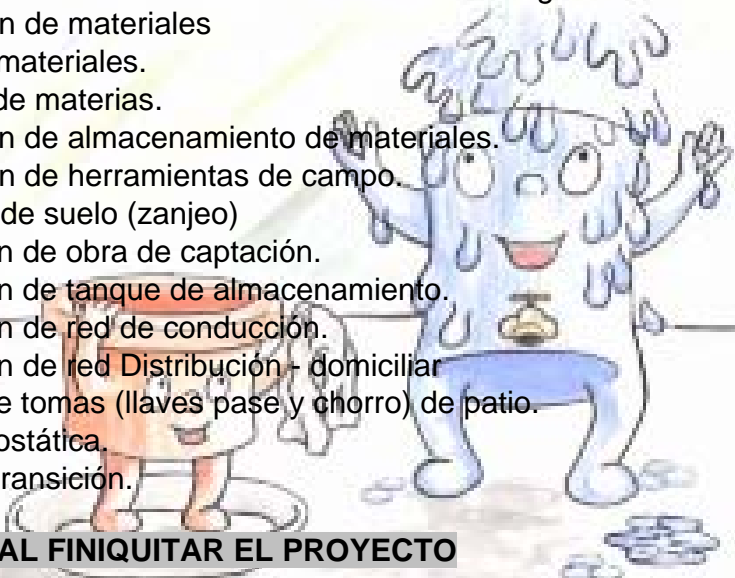 n de materiales
materiales.
de materias.
n de almacenamiento de materiales.
n de herramientas de campo.
de suelo (zanjeo)
n de obra de captación.
n de tanque de almacenamiento.
n de red de conducción.
n de red Distribución - domiciliar
e tomas (llaves pase y chorro) de patio.
ostática.
ransición.
AL FINIQUITAR EL PROYECTO